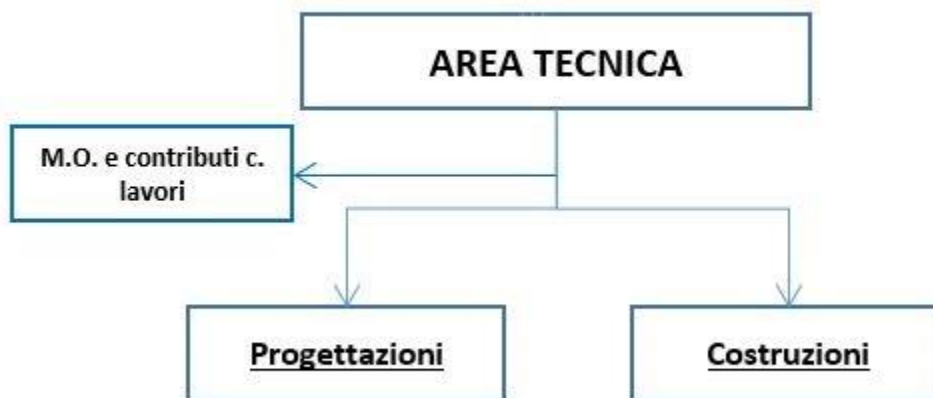 AREA TECNICA
M.O. e contributi c.
lavori
Progettazioni
Costruzioni